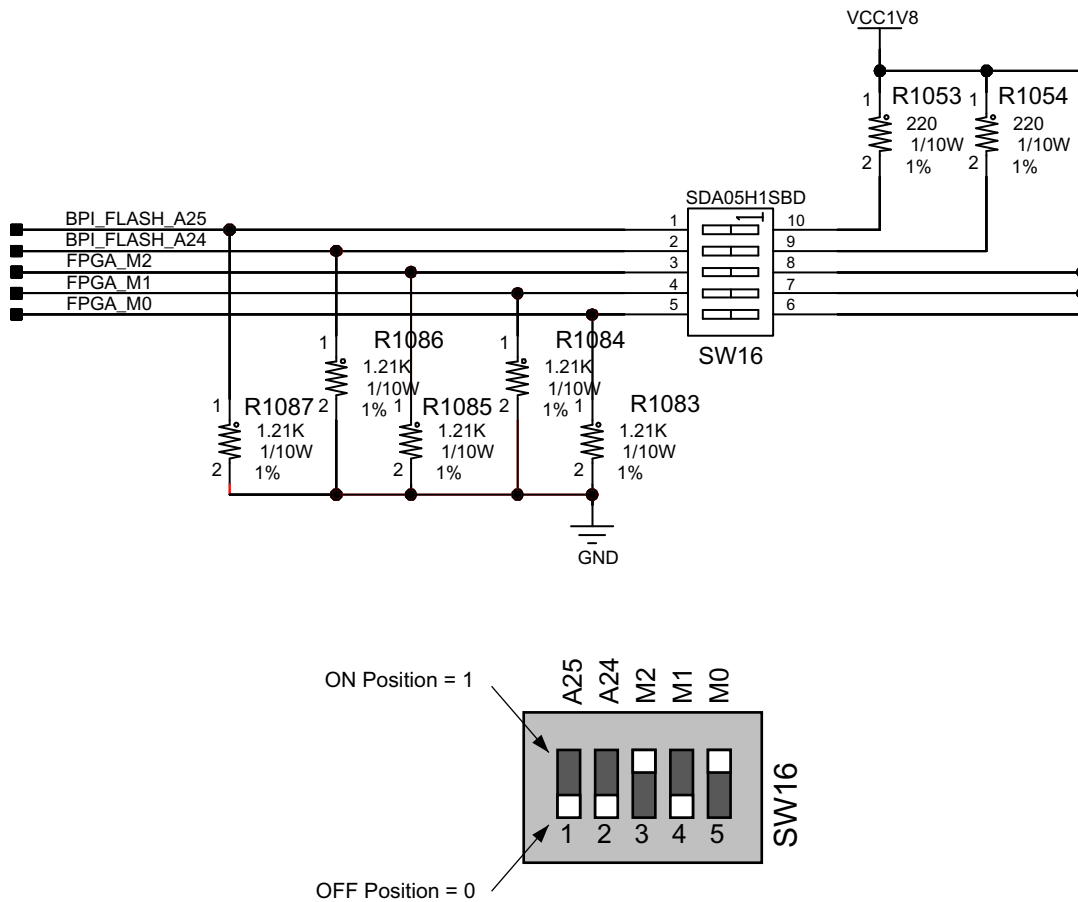 VCC1V8
1
R1053
220
1/10W
1%
2
1
R1054
220
1/10W
1%
2
SDA05H1SBD
BPI_FLASH_A25
BPI_FLASH_A24
FPGA_M2
FPGA_M1
FPGA_M0
1
2
3
4
5
10
9
8
7
6
SW16
1
R1086
1.21K
1/10W
1%
2
1
R1084
1.21K
1/10W
1%
2
1
R1087
1.21K
1/10W
1%
2
1
R1085
1.21K
1/10W
1%
2
1
R1083
1.21K
1/10W
1%
2
GND
ON Position = 1
A25
A24
M2
M1
M0
1 2 3 4 5
SW16
OFF Position = 0